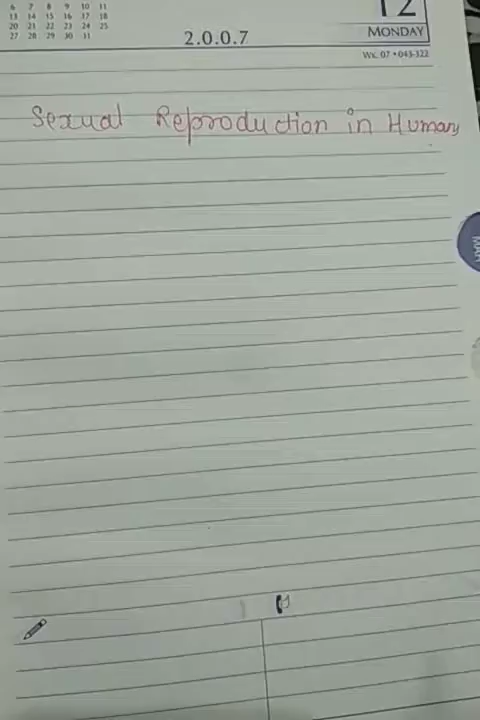 6 7 8 9 10 11
13 14 15 16 17 18
20 21 22 23 24 25
27 28 29 30 31
12
2.0.0.7
MONDAY
WK. 07 • 043-322
Sexual Reproduction in Humans
MAR